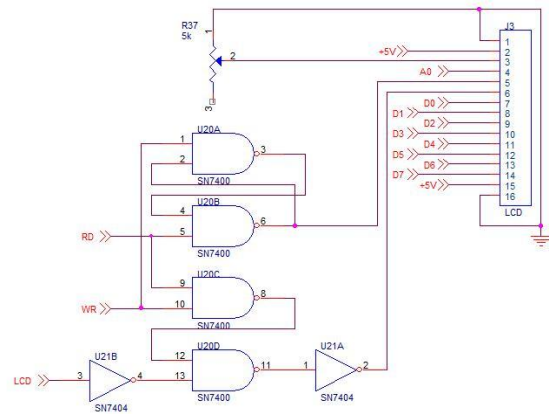 R37
5k
1
2
3
J3
1
2
3
4
5
6
7
8
9
10
11
12
13
14
15
16
LCD
+5V
A0
D0
D1
D2
D3
D4
D5
D6
D7
+5V
U20A
1
2
3
SN7400
U20B
4
5
6
SN7400
RD
U20C
9
10
8
SN7400
WR
U20D
12
13
11
SN7400
U21B
LCD
3
4
SN7404
U21A
1
2
SN7404